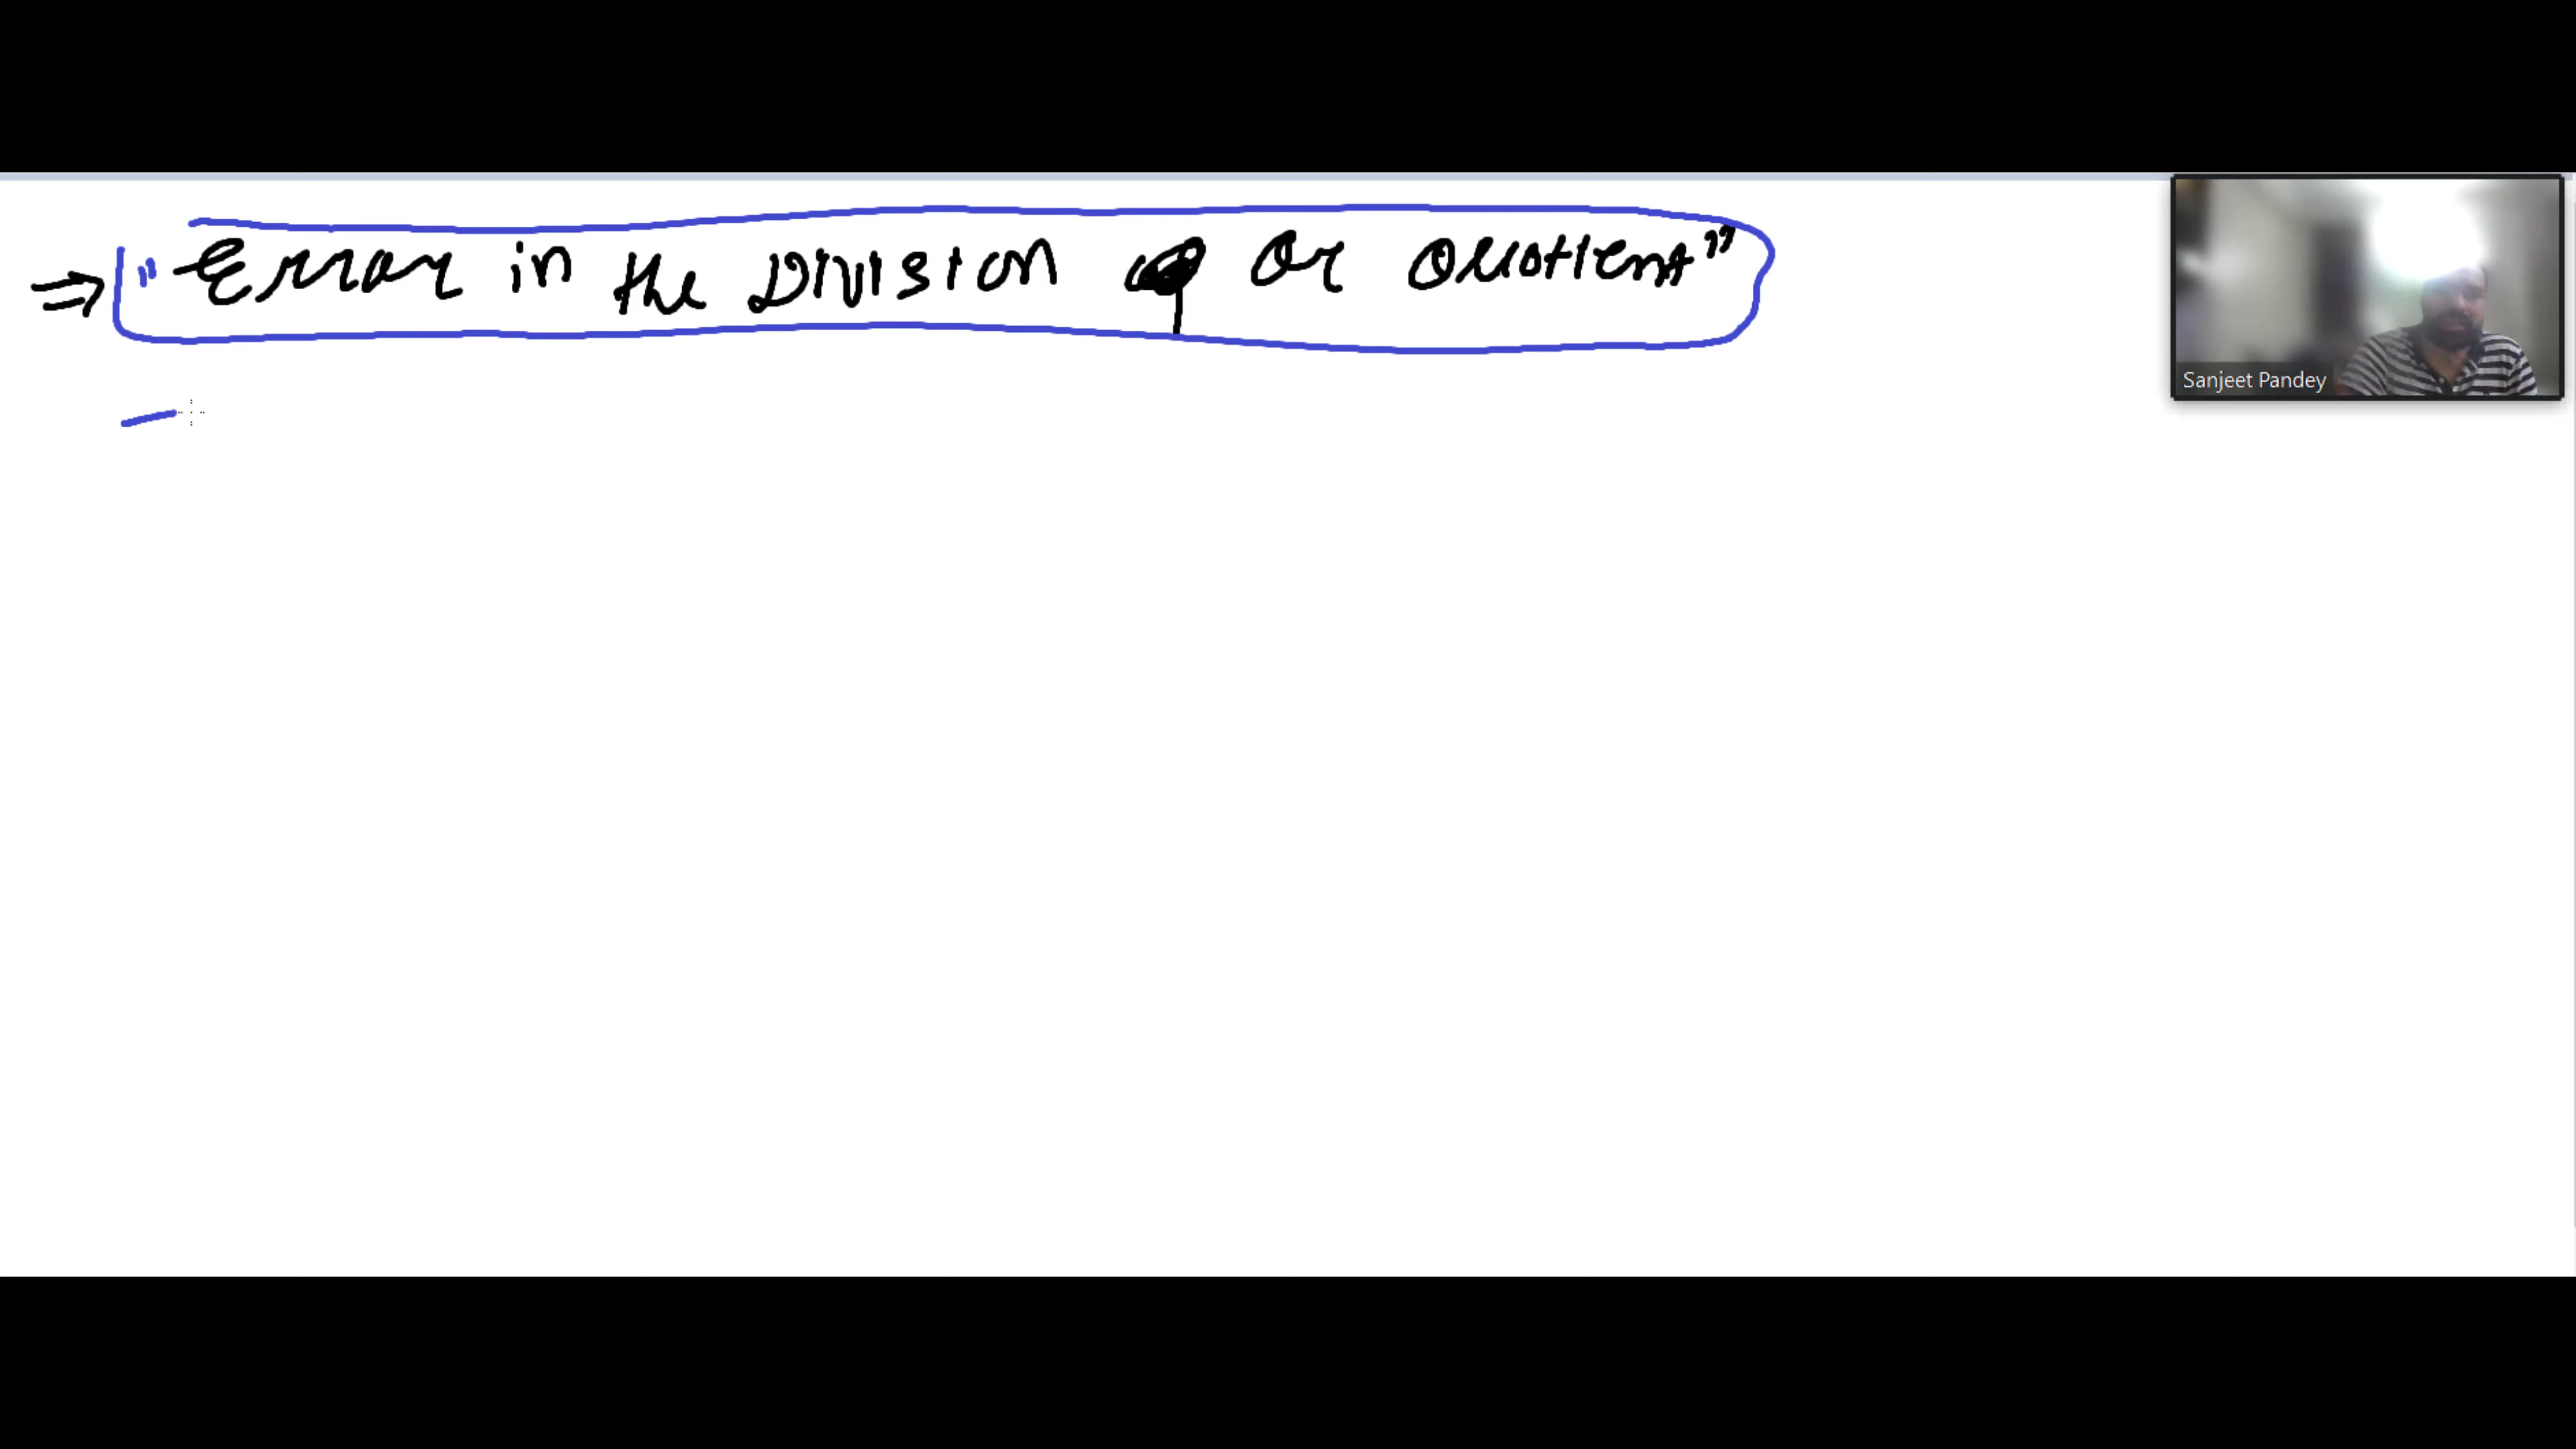 ⇒ "Error in the Division or Quotient"
Sanjeet Pandey